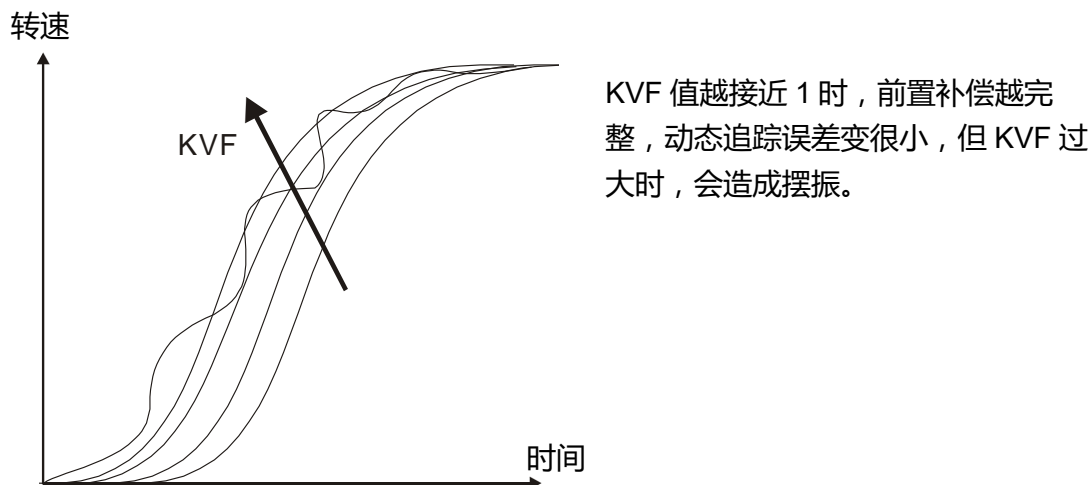 转速
KVF
KVF 值越接近 1 时，前置补偿越完
整，动态追踪误差变很小，但 KVF 过
大时，会造成摆振。
时间